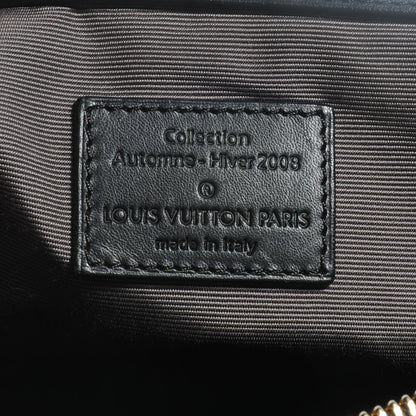 Collection
Automne-Hiver 2008
®
LOUIS VUITTON PARIS
made in Italy